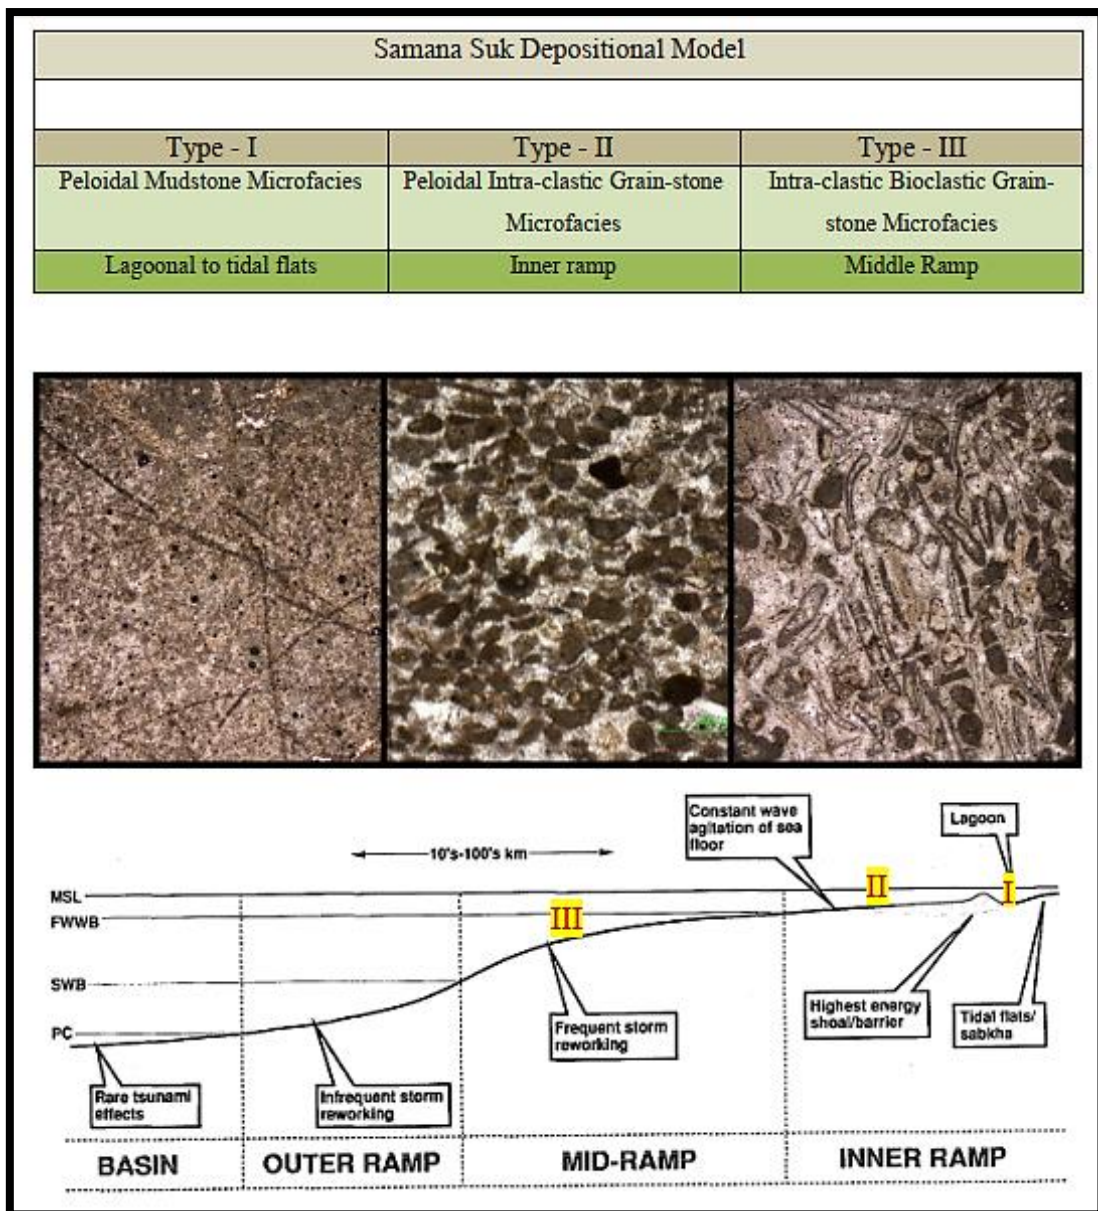 Samana Suk Depositional Model
Type - I
Type - II
Type - III
Peloidal Mudstone Microfacies
Peloidal Intra-clastic Grain-stone
Microfacies
Intra-clastic Bioclastic Grain-
stone Microfacies
Lagoonal to tidal flats
Inner ramp
Middle Ramp
Constant wave
agitation of sea
floor
Lagoon
10's-100's km
MSL
FWWB
SWB
PC
III
II
I
Rare tsunami
effects
Infrequent storm
reworking
Frequent storm
reworking
Highest energy
shoal/barrier
Tidal flats/
sabkha
BASIN
OUTER RAMP
MID-RAMP
INNER RAMP